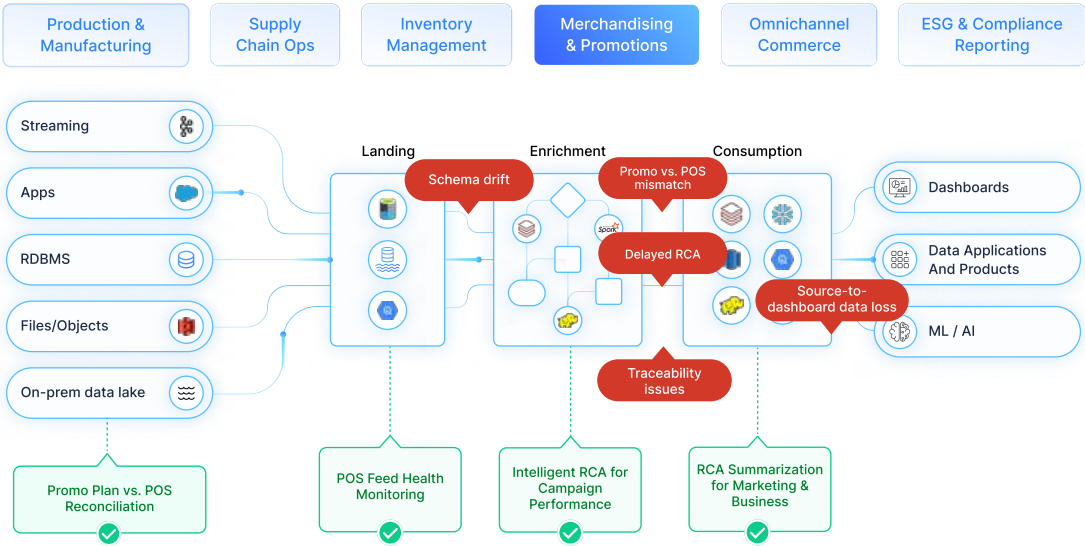 Production &
Manufacturing
Supply
Chain Ops
Inventory
Management
Merchandising
& Promotions
Omnichannel
Commerce
ESG & Compliance
Reporting
Streaming
Apps
RDBMS
Files/Objects
On-prem data lake
Landing
Enrichment
Consumption
Schema drift
Promo vs. POS
mismatch
Spark
Delayed RCA
Source-to-
dashboard data loss
Traceability
issues
Dashboards
Data Applications
And Products
ML / AI
Promo Plan vs. POS
Reconciliation
POS Feed Health
Monitoring
Intelligent RCA for
Campaign
Performance
RCA Summarization
for Marketing &
Business